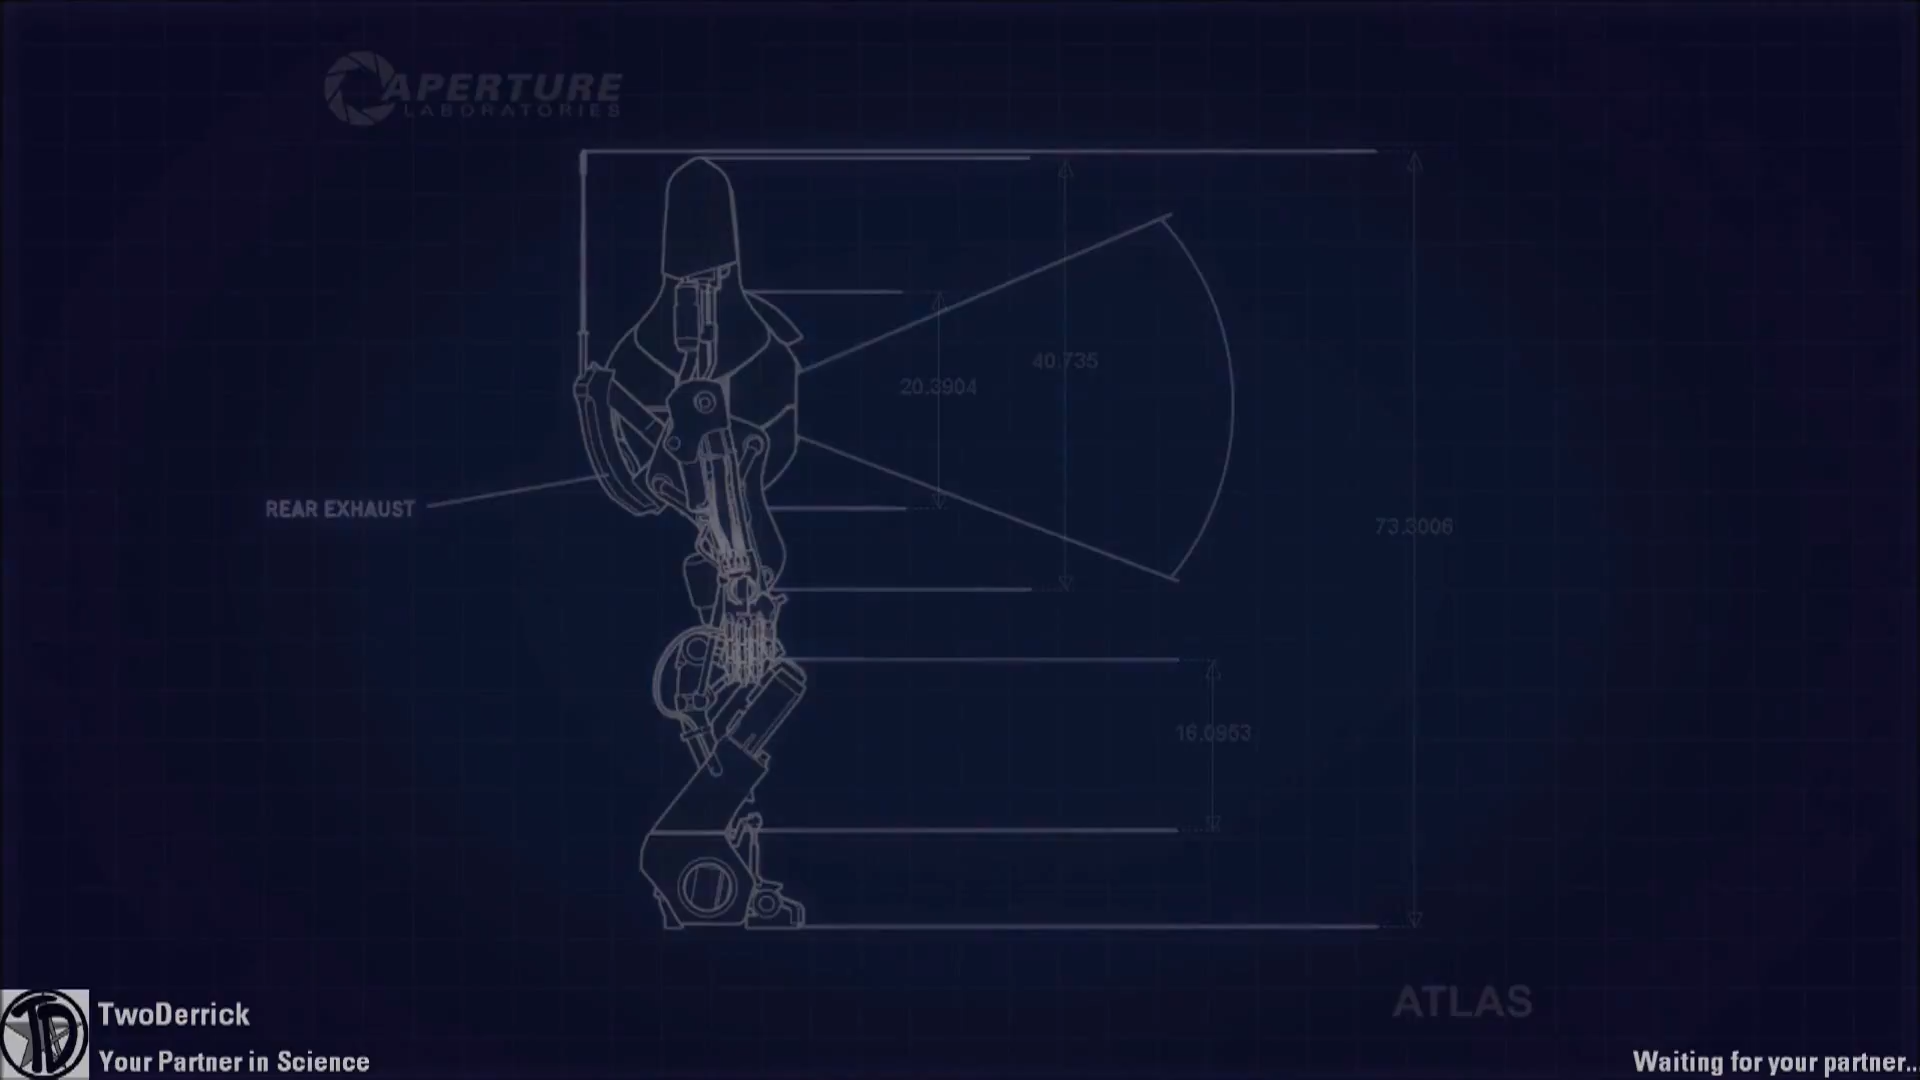 APERTURE
LABORATORIES
40.735
20.3904
REAR EXHAUST
73.3006
16.0953
ATLAS
TwoDerrick
Your Partner in Science
Waiting for your partner...